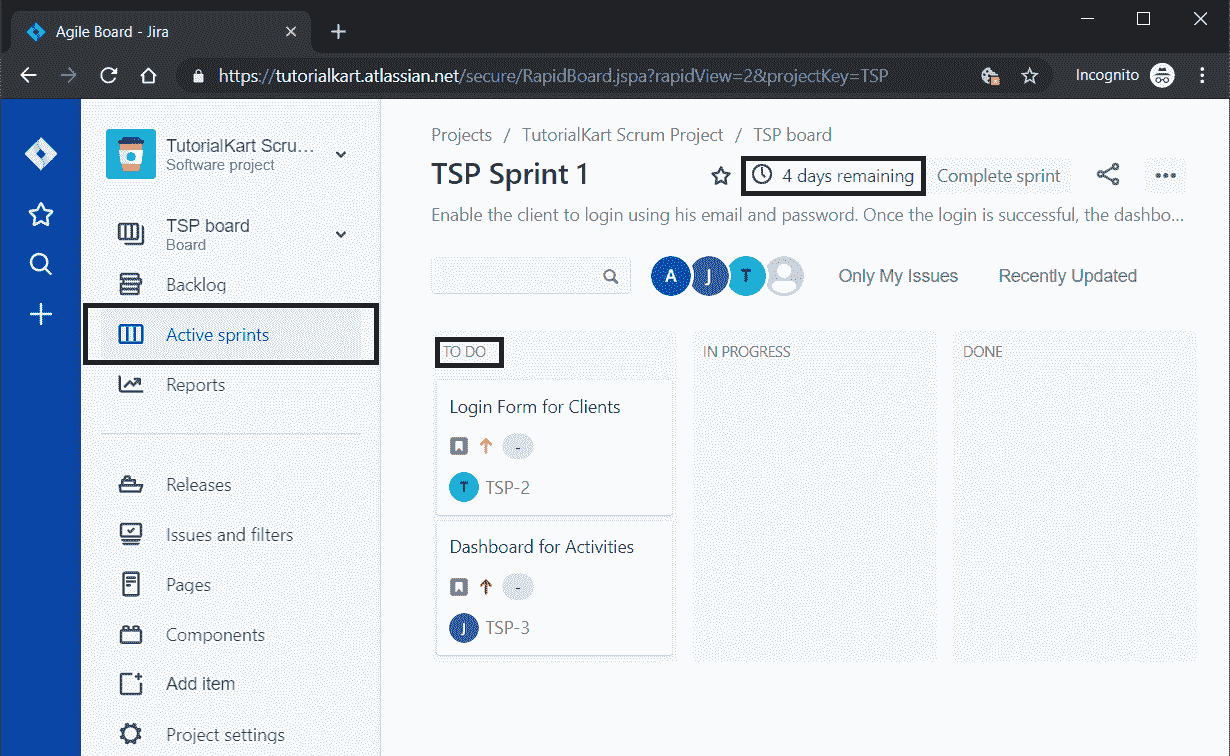 Agile Board - Jira
https://tutorialkart.atlassian.net/secure/RapidBoard.jspa?rapidView=2&projectKey=TSP
Incognito
TutorialKart Scru...
Software project
TSP board
Board
Backlog
Active sprints
Reports
Releases
Issues and filters
Pages
Components
Add item
Project settings
Projects / TutorialKart Scrum Project / TSP board
TSP Sprint 1
4 days remaining
Complete sprint
Enable the client to login using his email and password. Once the login is successful, the dashbo...
A J T
Only My Issues
Recently Updated
TO DO
IN PROGRESS
DONE
Login Form for Clients
-
T TSP-2
Dashboard for Activities
-
J TSP-3